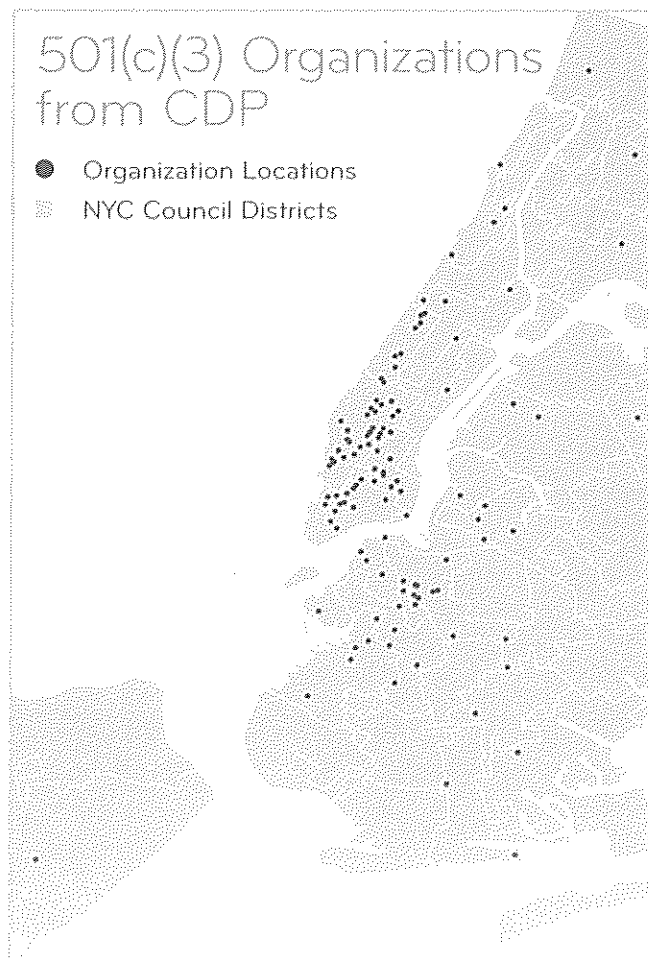 501(c)(3) Organizations
from CDP
Organization Locations
NYC Council Districts